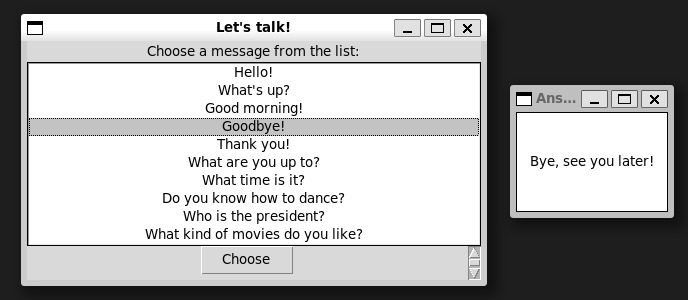 Let's talk!
Choose a message from the list:
Hello!
What's up?
Good morning!
Goodbye!
Thank you!
What are you up to?
What time is it?
Do you know how to dance?
Who is the president?
What kind of movies do you like?
Choose
Ans...
Bye, see you later!